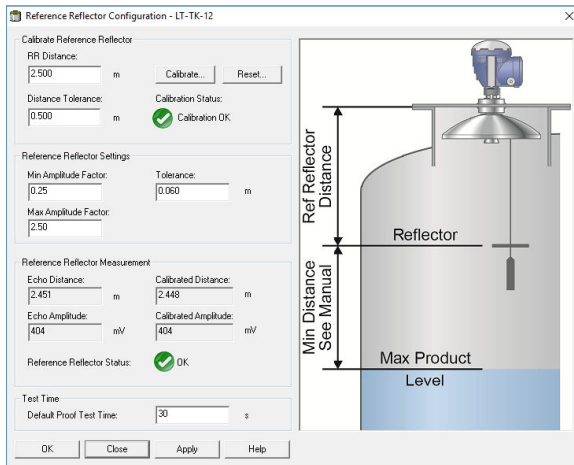 Reference Reflector Configuration - LT-TK-12
Calibrate Reference Reflector
RR Distance:
2.500 m Calibrate... Reset...
Distance Tolerance: Calibration Status:
0.500 m Calibration OK
Reference Reflector Settings
Min Amplitude Factor: Tolerance:
0.25 0.060 m
Max Amplitude Factor:
2.50
Reference Reflector Measurement
Echo Distance: Calibrated Distance:
2.451 m 2.448 m
Echo Amplitude: Calibrated Amplitude:
404 mV 404 mV
Reference Reflector Status: OK
Test Time
Default Proof Test Time: 30 s
OK Close Apply Help
Ref Reflector
Distance
Reflector
Min Distance
See Manual
Max Product
Level